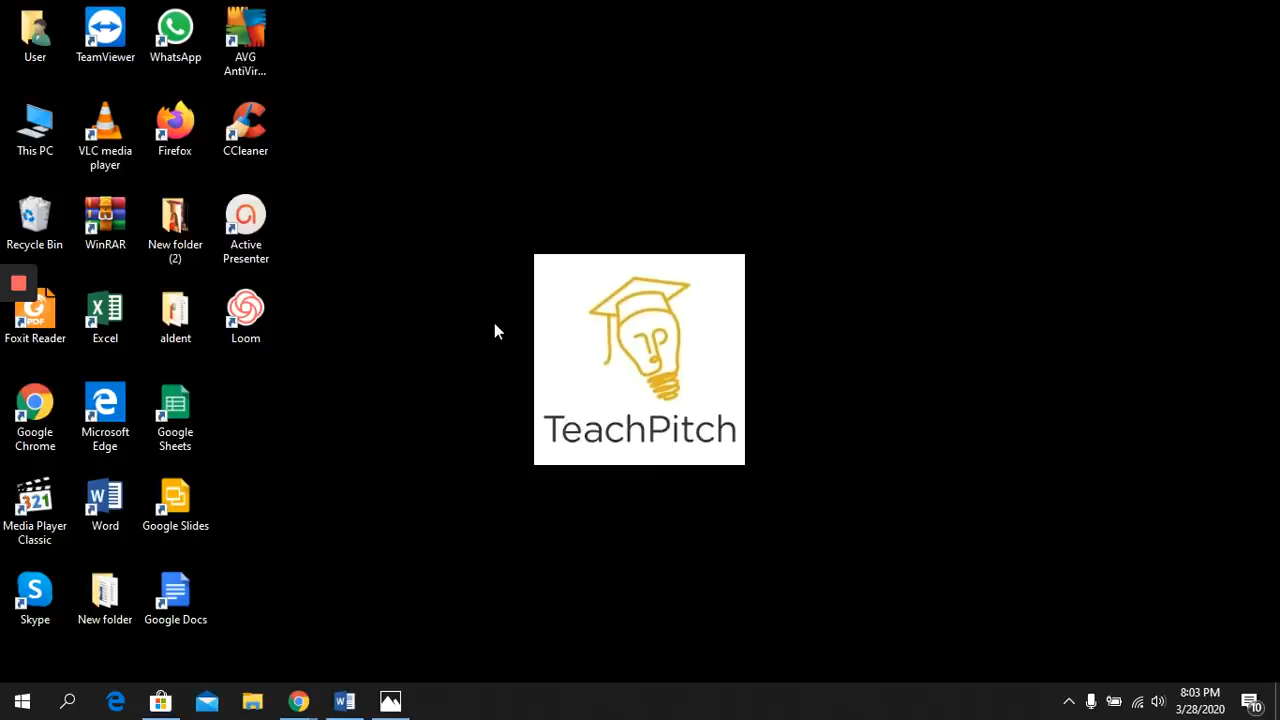 User
TeamViewer
WhatsApp
AVG
AntiVir...
This PC
VLC media
player
Firefox
CCleaner
Recycle Bin
WinRAR
New folder
(2)
Active
Presenter
PDF
Foxit Reader
Excel
aldent
Loom
Google
Chrome
Microsoft
Edge
Google
Sheets
321
Media Player
Classic
Word
Google Slides
Skype
New folder
Google Docs
TeachPitch
8:03 PM
3/28/2020
10